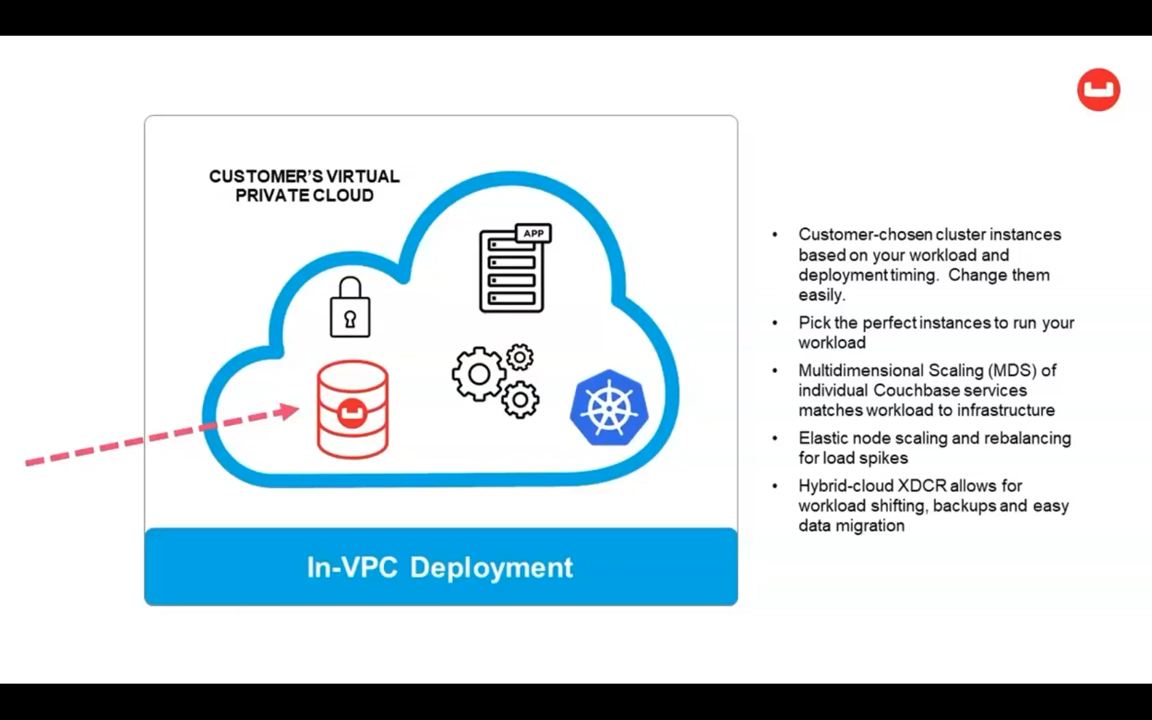 CUSTOMER'S VIRTUAL
PRIVATE CLOUD
APP
In-VPC Deployment
• Customer-chosen cluster instances
based on your workload and
deployment timing. Change them
easily.
• Pick the perfect instances to run your
workload
• Multidimensional Scaling (MDS) of
individual Couchbase services
matches workload to infrastructure
• Elastic node scaling and rebalancing
for load spikes
• Hybrid-cloud XDCR allows for
workload shifting, backups and easy
data migration